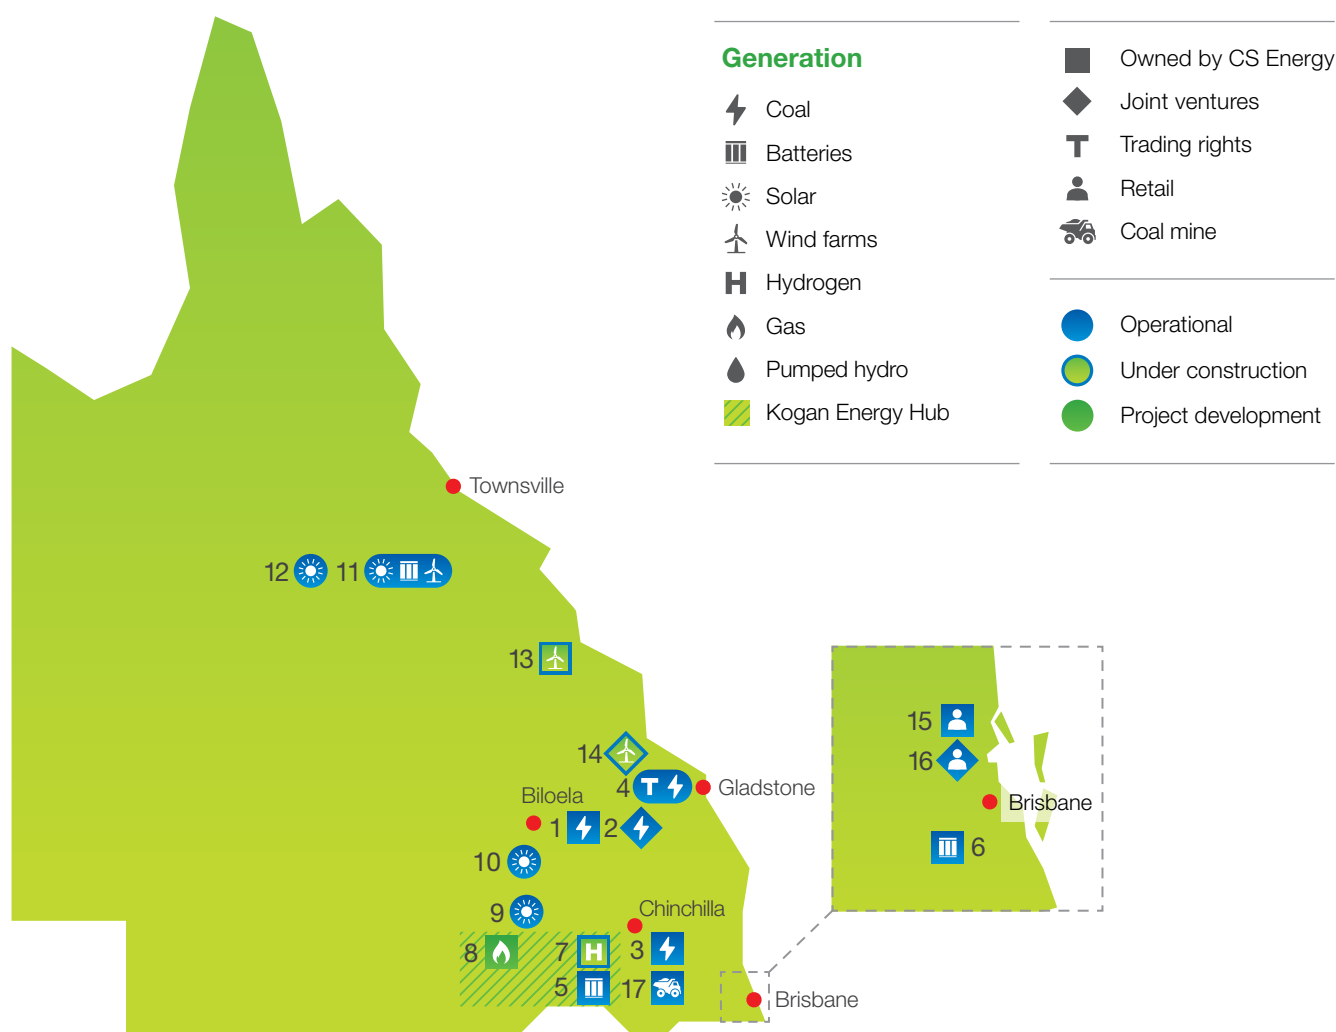 Generation
Coal
Batteries
Solar
Wind farms
H Hydrogen
Gas
Pumped hydro
Kogan Energy Hub
Owned by CS Energy
Joint ventures
T Trading rights
Retail
Coal mine
Operational
Under construction
Project development
Townsville
12
11
13
14
4 T
Gladstone
Biloela
1
2
10
9
Chinchilla
8
7 H
3
5
17
Brisbane
15
16
Brisbane
6